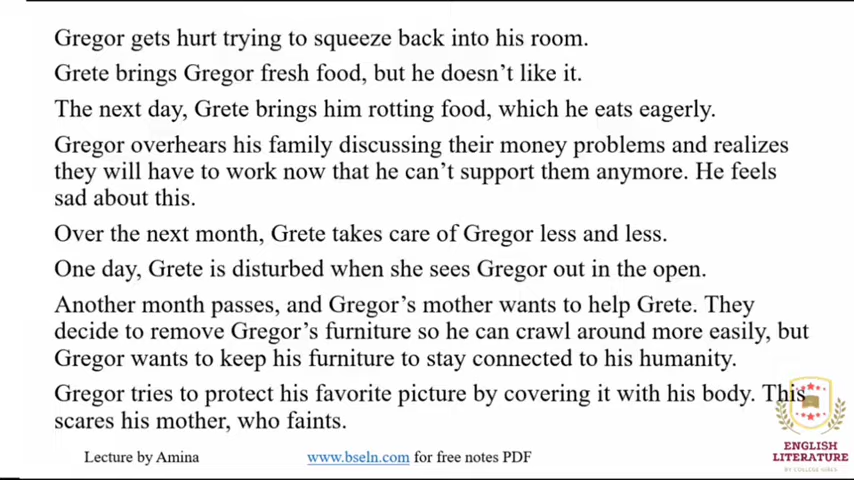 Gregor gets hurt trying to squeeze back into his room.
Grete brings Gregor fresh food, but he doesn't like it.
The next day, Grete brings him rotting food, which he eats eagerly.
Gregor overhears his family discussing their money problems and realizes
they will have to work now that he can't support them anymore. He feels
sad about this.
Over the next month, Grete takes care of Gregor less and less.
One day, Grete is disturbed when she sees Gregor out in the open.
Another month passes, and Gregor's mother wants to help Grete. They
decide to remove Gregor's furniture so he can crawl around more easily, but
Gregor wants to keep his furniture to stay connected to his humanity.
Gregor tries to protect his favorite picture by covering it with his body. This
scares his mother, who faints.
Lecture by Amina
www.bseln.com for free notes PDF
ENGLISH
LITERATURE